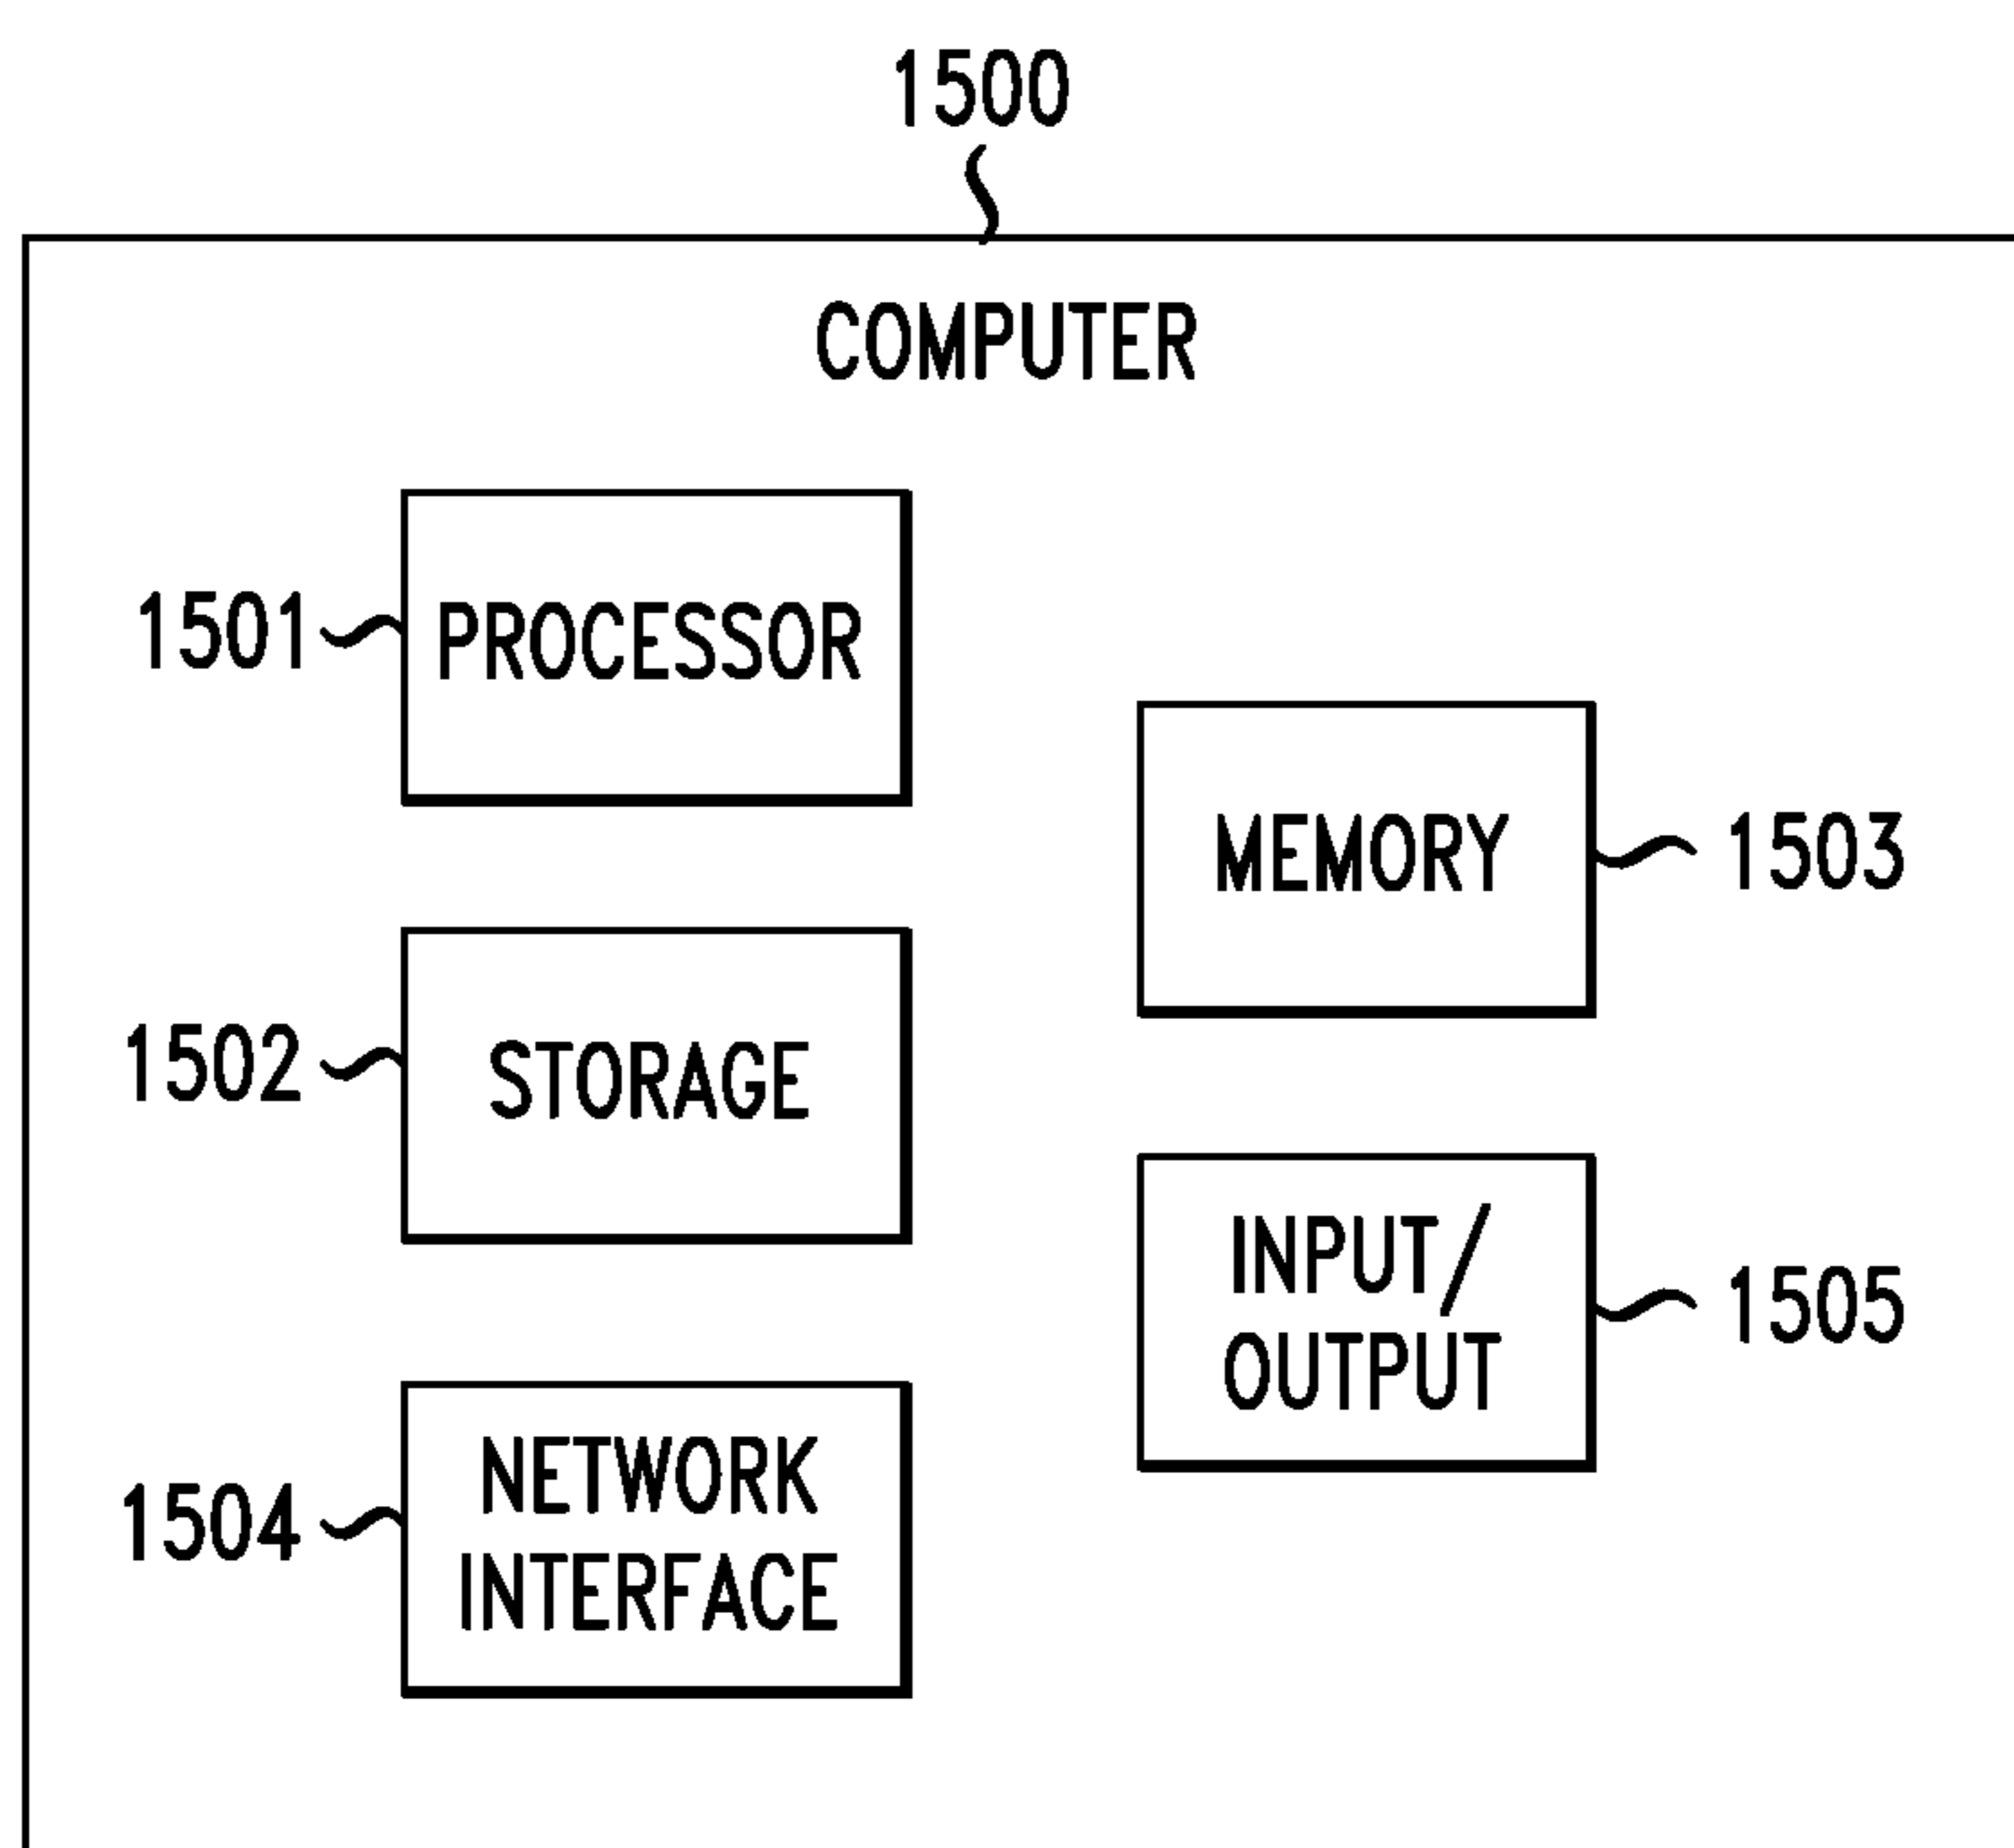 1500
COMPUTER
1501
PROCESSOR
MEMORY
1503
1502
STORAGE
INPUT/
OUTPUT
1505
1504
NETWORK
INTERFACE